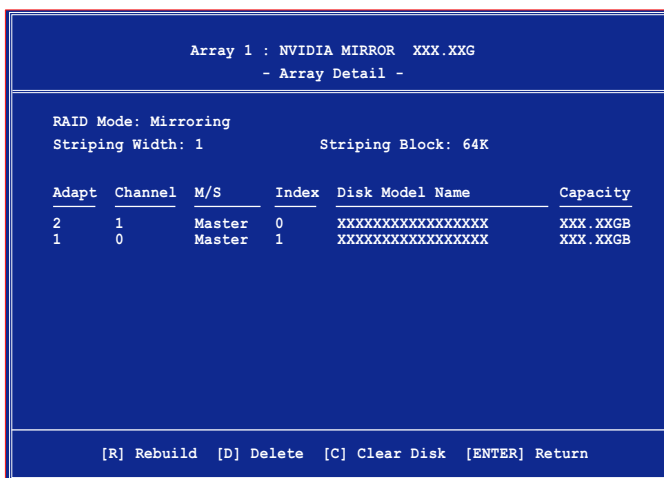 Array 1 : NVIDIA MIRROR XXX.XXG
- Array Detail -
RAID Mode: Mirroring
Striping Width: 1 Striping Block: 64K
Adapt Channel M/S Index Disk Model Name Capacity
2 1 Master 0 XXXXXXXXXXXXXXXXX XXX.XXGB
1 0 Master 1 XXXXXXXXXXXXXXXXX XXX.XXGB
[R] Rebuild [D] Delete [C] Clear Disk [ENTER] Return